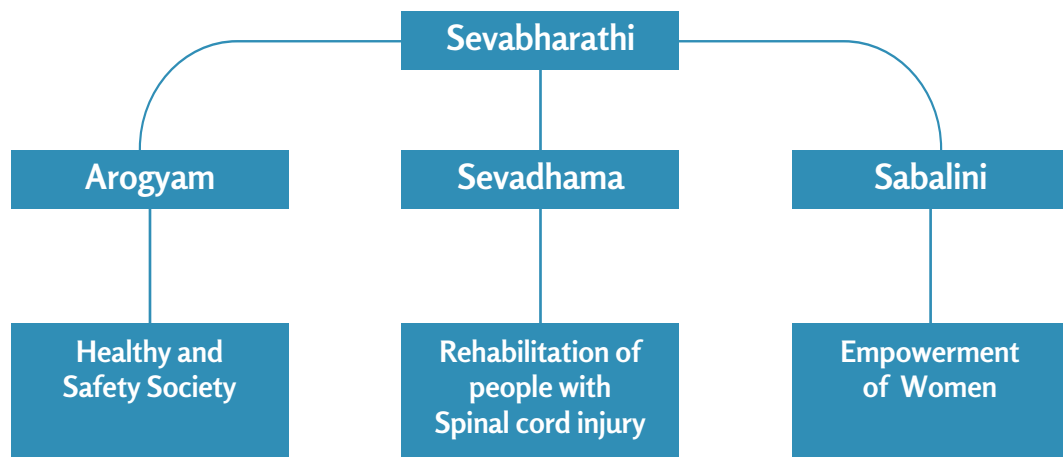 Sevabharathi
Arogyam
Sevadhama
Sabalini
Healthy and
Safety Society
Rehabilitation of
people with
Spinal cord injury
Empowerment
of Women